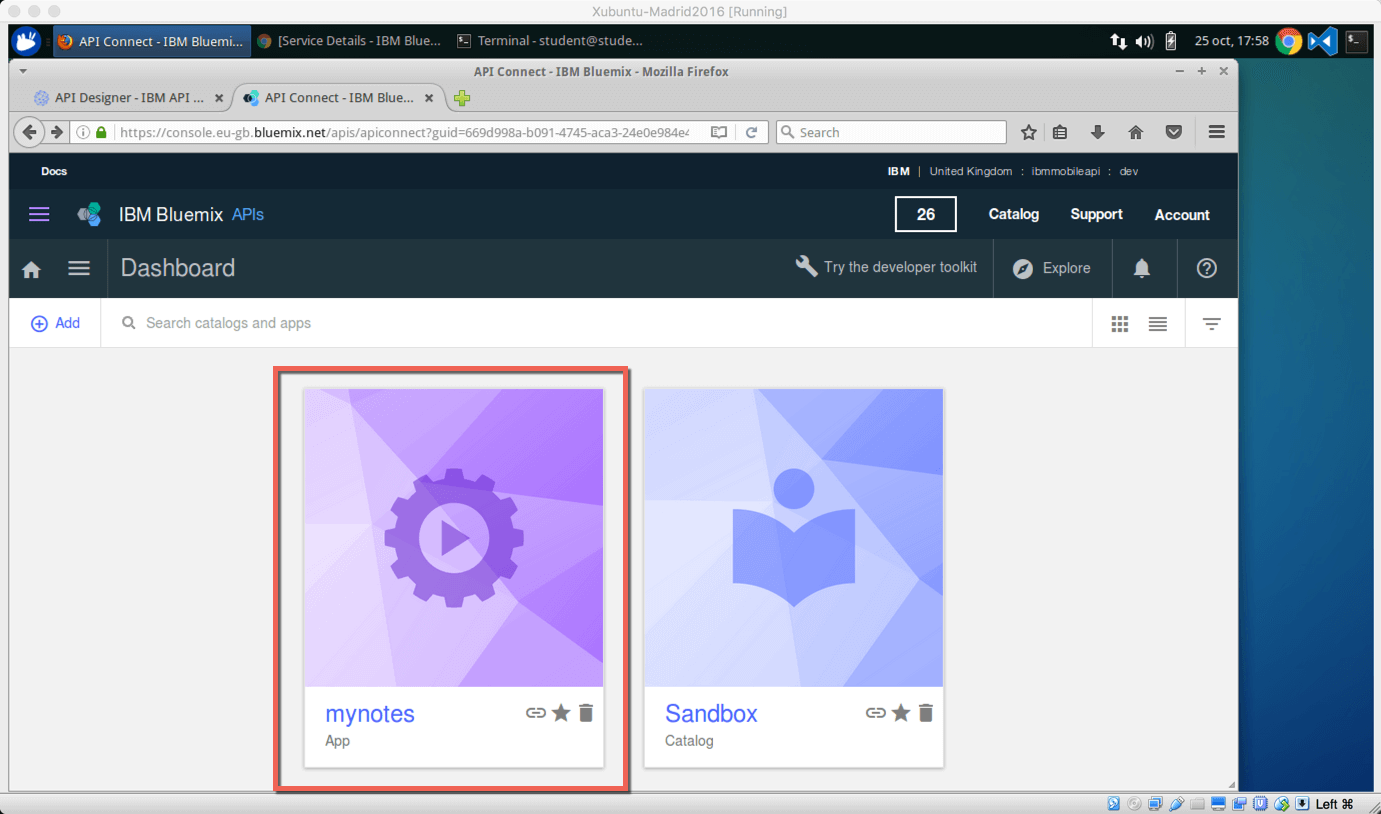 Xubuntu-Madrid2016 [Running]
API Connect - IBM Bluemi... [Service Details - IBM Blue... Terminal - student@stude... 25 oct, 17:58
API Connect - IBM Bluemix - Mozilla Firefox
API Designer - IBM API ... API Connect - IBM Blue...
https://console.eu-gb.bluemix.net/apis/apiconnect?guid=669d998a-b091-4745-aca3-24e0e984e4 Search
Docs IBM | United Kingdom : ibmmobileapi : dev
IBM Bluemix APIs 26 Catalog Support Account
Dashboard Try the developer toolkit Explore
Add Search catalogs and apps
mynotes Sandbox
App Catalog
Left ⌘